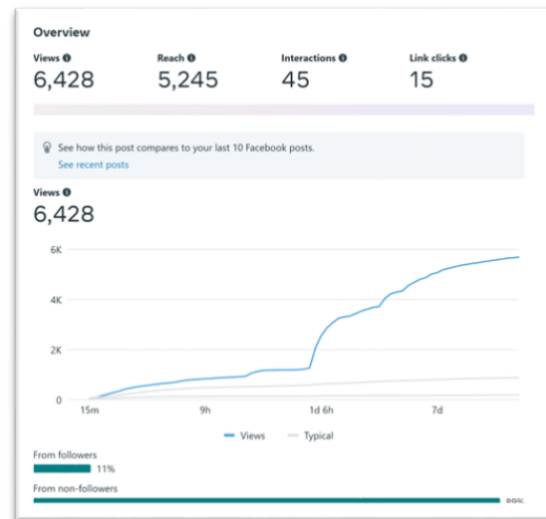 Overview
Views Reach Interactions Link clicks
6,428 5,245 45 15
See how this post compares to your last 10 Facebook posts.
See recent posts
Views
6,428
6K
4K
2K
0
15m 9h 1d 6h 7d
Views Typical
From followers
11%
From non-followers